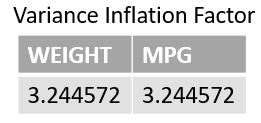 Variance Inflation Factor
WEIGHT MPG
3.244572 3.244572